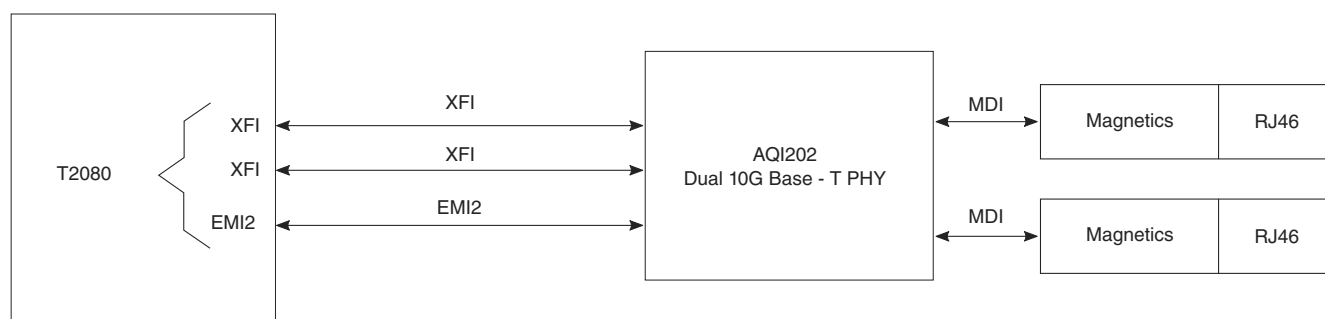 XFI
MDI
Magnetics
RJ46
XFI
XFI
T2080
XFI
AQI202
Dual 10G Base - T PHY
EMI2
EMI2
MDI
Magnetics
RJ46